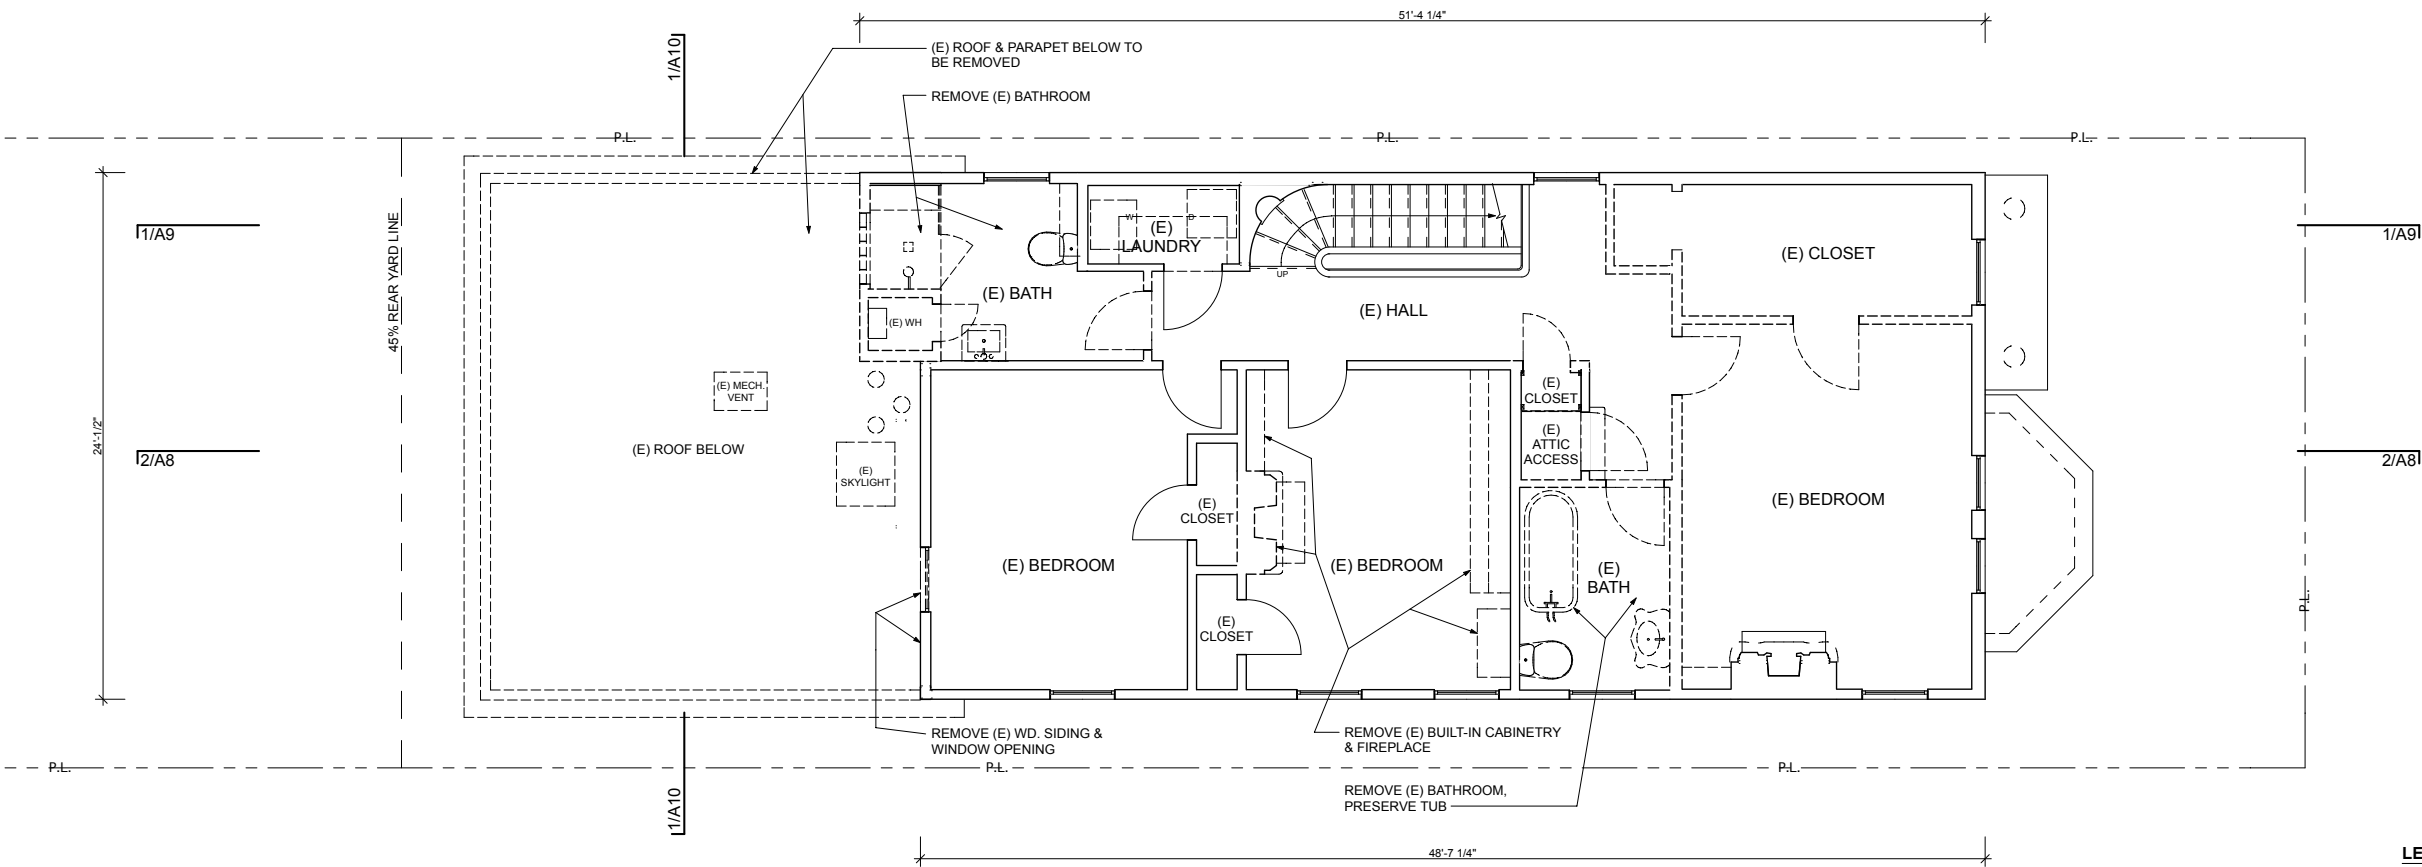 51'-4 1/4"
1/A10
(E) ROOF & PARAPET BELOW TO
BE REMOVED
REMOVE (E) BATHROOM
P.L.
P.L.
P.L.
1/A9
2/A8
24'-1/2"
45% REAR YARD LINE
(E) MECH.
VENT
(E) ROOF BELOW
(E)
SKYLIGHT
(E) WH
(E) BATH
W
D
(E)
LAUNDRY
UP
(E) HALL
(E) CLOSET
(E)
CLOSET
(E)
ATTIC
ACCESS
(E) BEDROOM
(E)
CLOSET
(E) BEDROOM
(E)
CLOSET
(E) BEDROOM
(E)
BATH
1/A9
2/A8
P.L.
REMOVE (E) WD. SIDING &
WINDOW OPENING
REMOVE (E) BUILT-IN CABINETRY
& FIREPLACE
REMOVE (E) BATHROOM,
PRESERVE TUB
P.L.
P.L.
P.L.
1/A10
48'-7 1/4"
LE